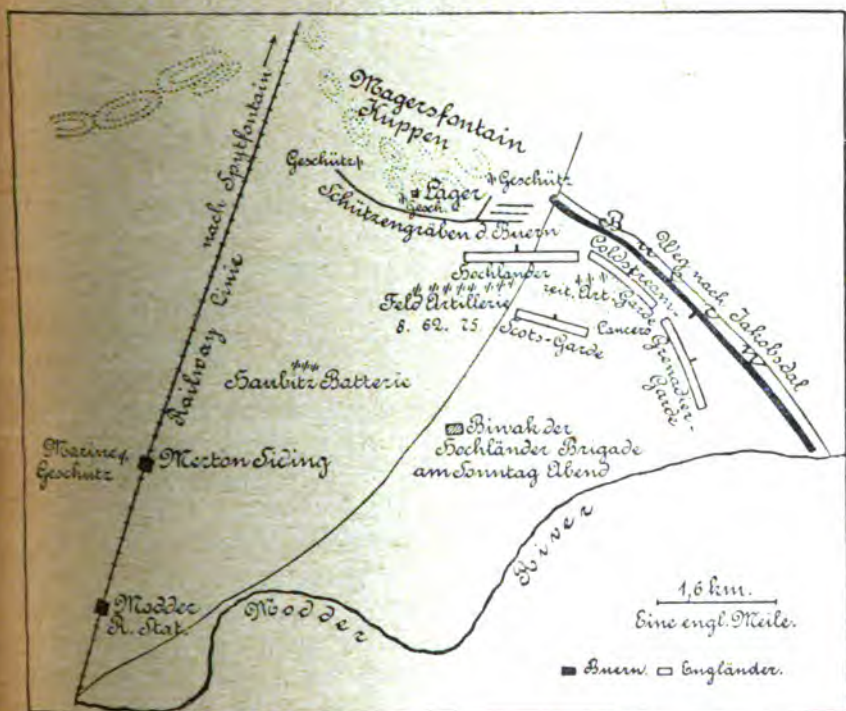 Railway Linie nach Spytfontain
Magersfontain
Kuppen
Geschütz
Lager
Gesch.
Geschütz
Schützengräben d. Buern
Weg nach Jakobsdal
Hochländer
Coldstream-
Garde
reit. Art.
Feld Artillerie
8. 62. 75.
Scots-
Garde
Lancers
Grenadier-
Garde
Haubitz Batterie
Biwak der
Hochländer Brigade
am Sonntag Abend
Marine
Geschütz
Merton Siding
Modder
R. Stat.
Modder River
1,6 km.
Eine engl. Meile.
Buern. Engländer.